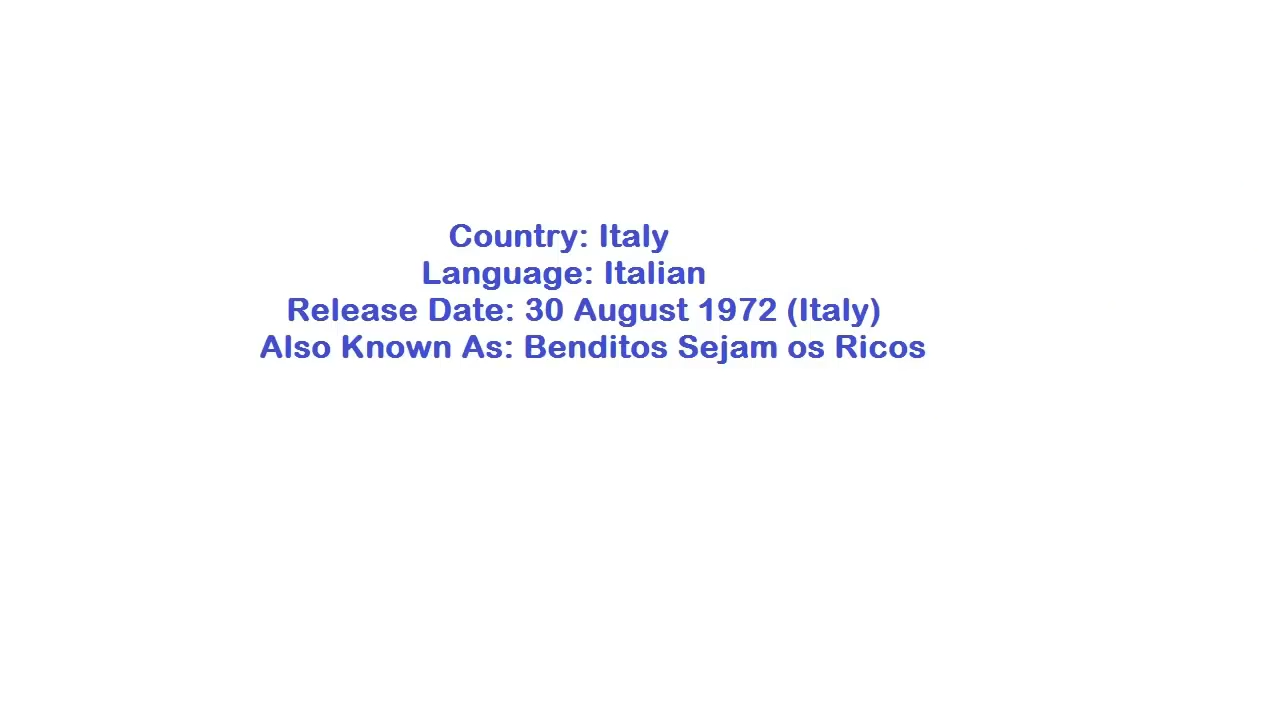 Country: Italy
Language: Italian
Release Date: 30 August 1972 (Italy)
Also Known As: Benditos Sejam os Ricos